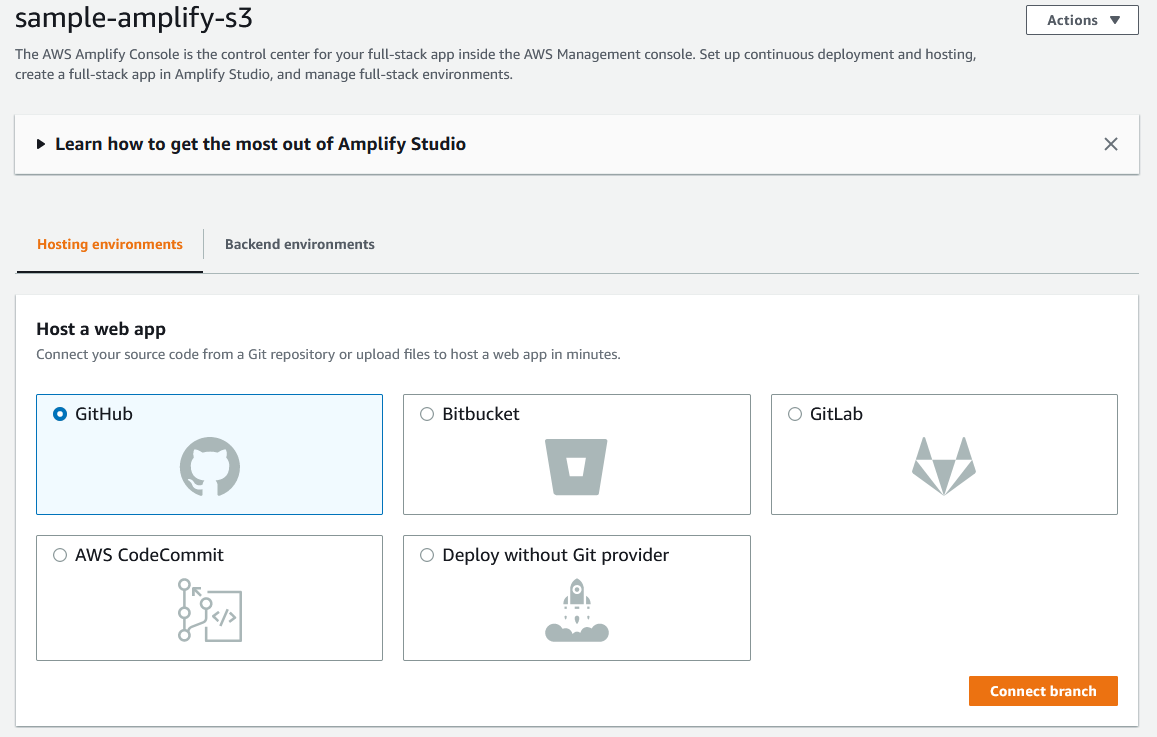 sample-amplify-s3
Actions ▼
The AWS Amplify Console is the control center for your full-stack app inside the AWS Management console. Set up continuous deployment and hosting,
create a full-stack app in Amplify Studio, and manage full-stack environments.
Learn how to get the most out of Amplify Studio
Hosting environments
Backend environments
Host a web app
Connect your source code from a Git repository or upload files to host a web app in minutes.
GitHub
Bitbucket
GitLab
AWS CodeCommit
Deploy without Git provider
Connect branch